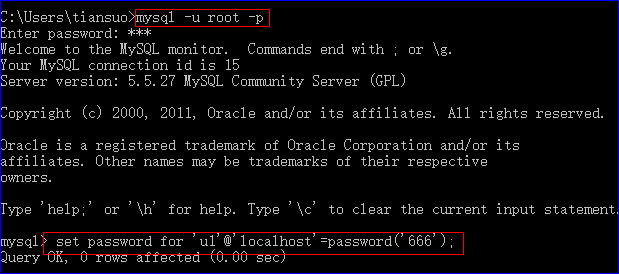 C:\Users\tiansuo>mysql -u root -p
Enter password: ***
Welcome to the MySQL monitor.  Commands end with ; or \g.
Your MySQL connection id is 15
Server version: 5.5.27 MySQL Community Server (GPL)
Copyright (c) 2000, 2011, Oracle and/or its affiliates. All rights reserved.
Oracle is a registered trademark of Oracle Corporation and/or its
affiliates. Other names may be trademarks of their respective
owners.
Type 'help;' or '\h' for help. Type '\c' to clear the current input statement.
mysql> set password for 'u1'@'localhost'=password('666');
Query OK, 0 rows affected (0.00 sec)